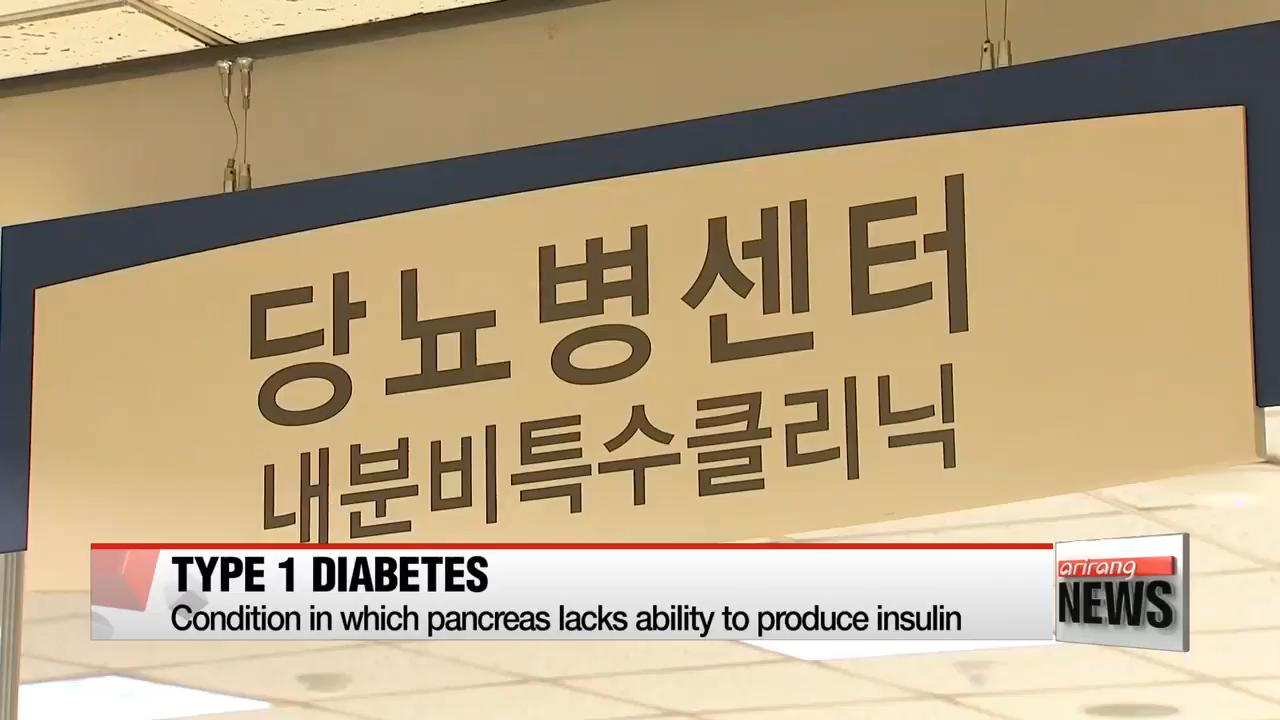 당뇨병센터
내분비특수클리닉
TYPE 1 DIABETES
Condition in which pancreas lacks ability to produce insulin
arirang
NEWS